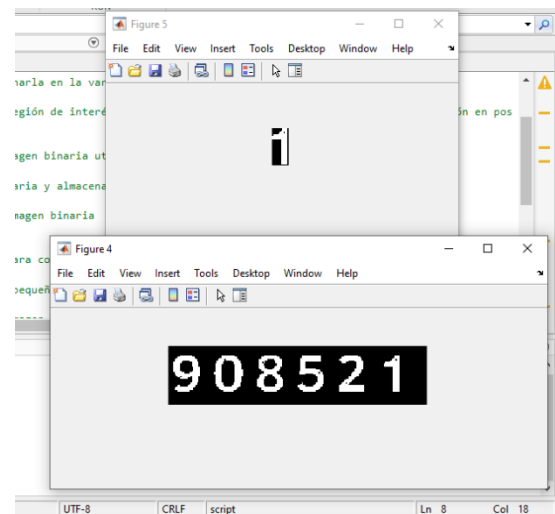 Figure 5
File Edit View Insert Tools Desktop Window Help
narla en la var
egión de interé
ón en pos
agen binaria ut
aria y almacena
magen binaria
Figure 4
ara co
File Edit View Insert Tools Desktop Window Help
pequeñ
908521
UTF-8 CRLF script Ln 8 Col 18